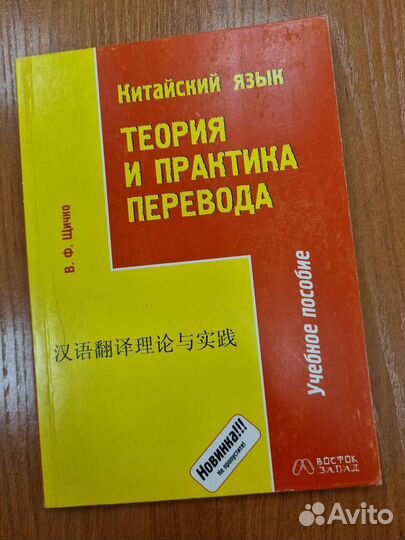 Китайский язык
ТЕОРИЯ
И ПРАКТИКА
ПЕРЕВОДА
В. Ф. Щичко
Учебное пособие
汉语翻译理论与实践
Новинка!!!
Не пропустите!
ВОСТОК
ЗАПАД
Avito